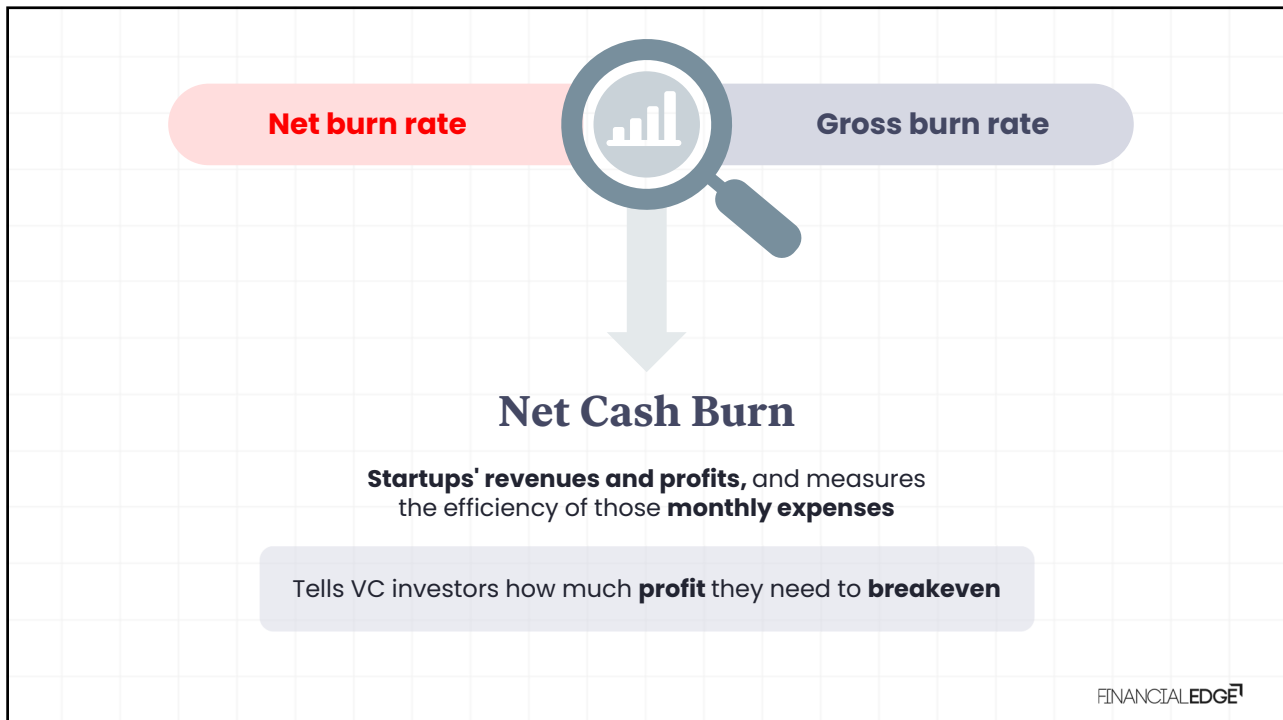 Net burn rate
Gross burn rate
Net Cash Burn
Startups' revenues and profits, and measures
the efficiency of those monthly expenses
Tells VC investors how much profit they need to breakeven
FINANCIALEDGE